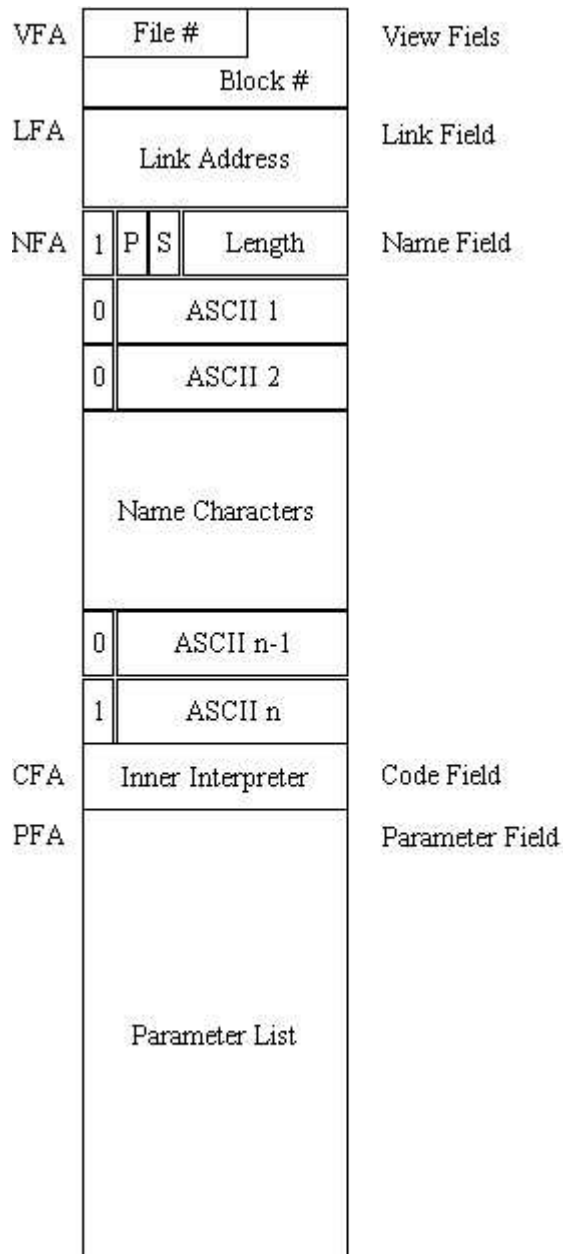 VFA File # View Fiels
Block #
LFA Link Address Link Field
NFA 1 P S Length Name Field
0 ASCII 1
0 ASCII 2
Name Characters
0 ASCII n-1
1 ASCII n
CFA Inner Interpreter Code Field
PFA Parameter Field
Parameter List